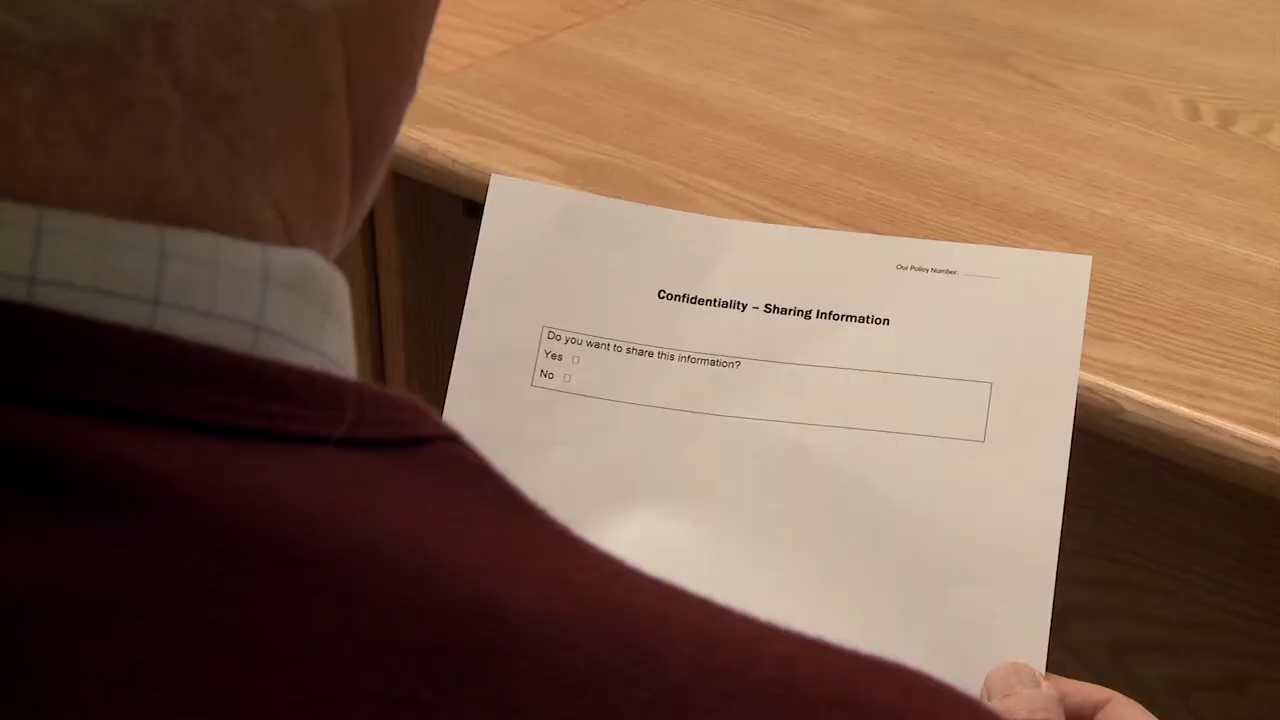 Our Policy Number: ..............
Confidentiality – Sharing Information
Do you want to share this information?
Yes □
No □